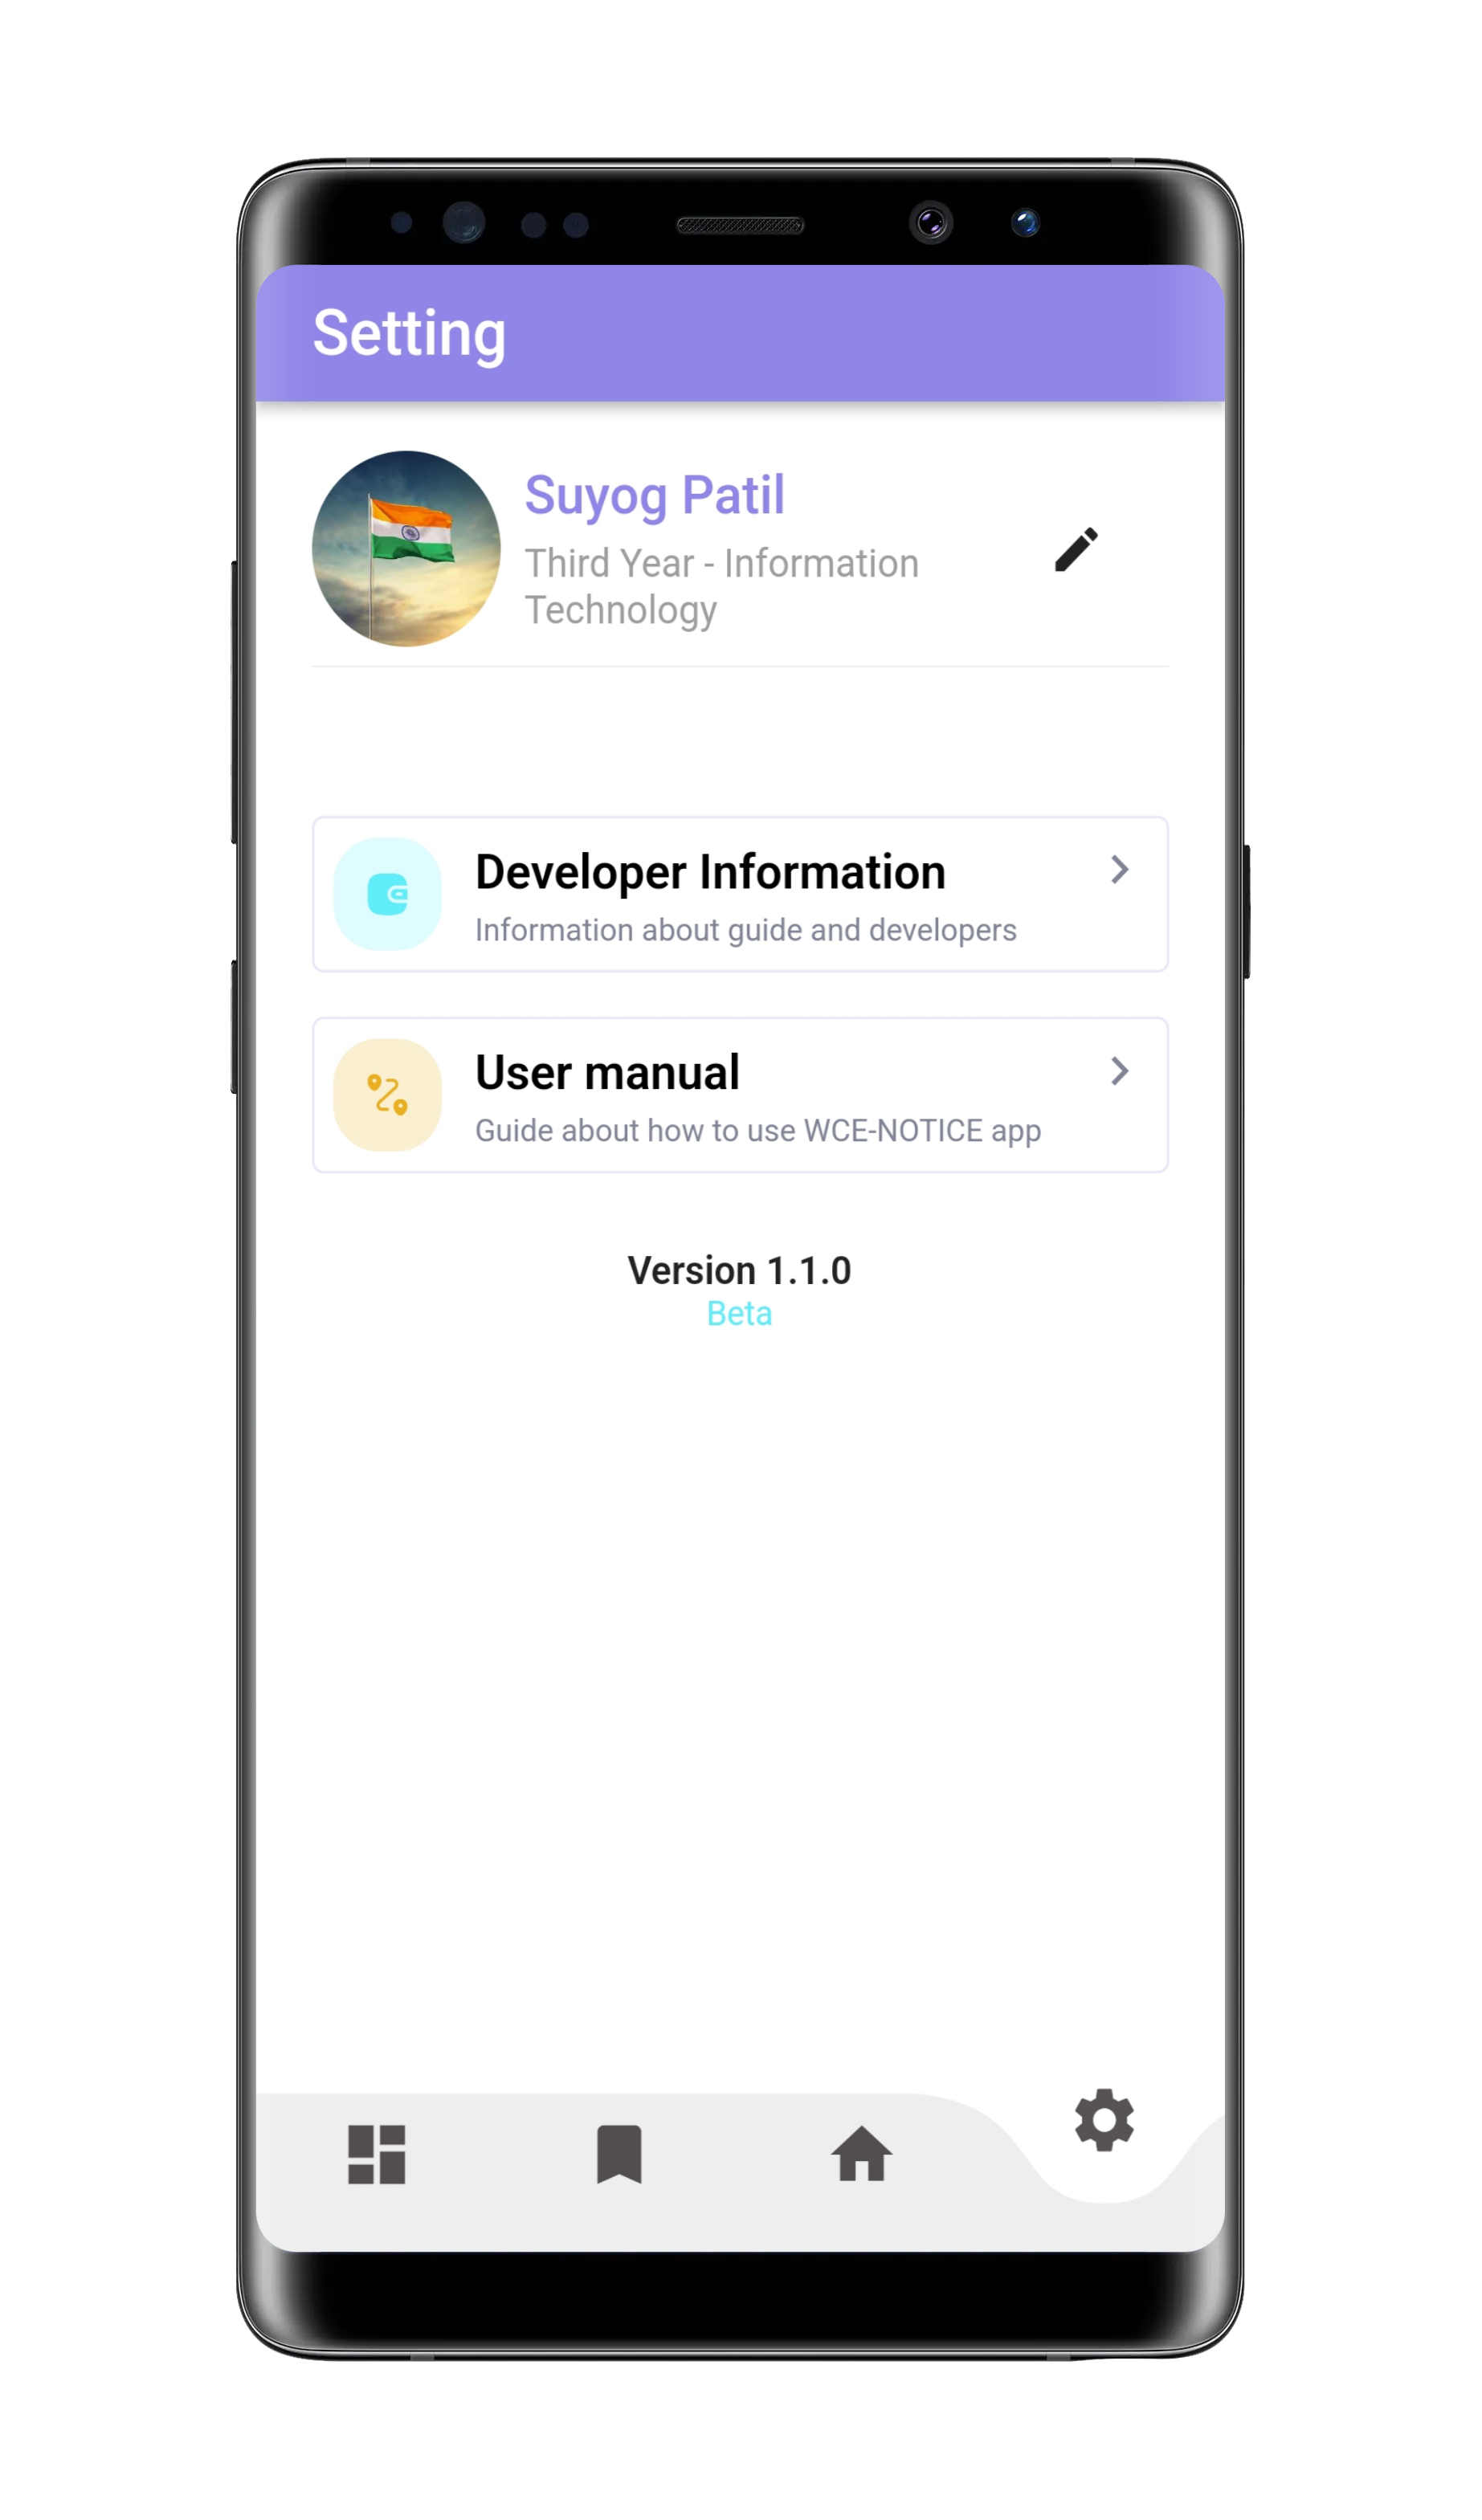 Setting
Suyog Patil
Third Year - Information
Technology
Developer Information
Information about guide and developers
User manual
Guide about how to use WCE-NOTICE app
Version 1.1.0
Beta